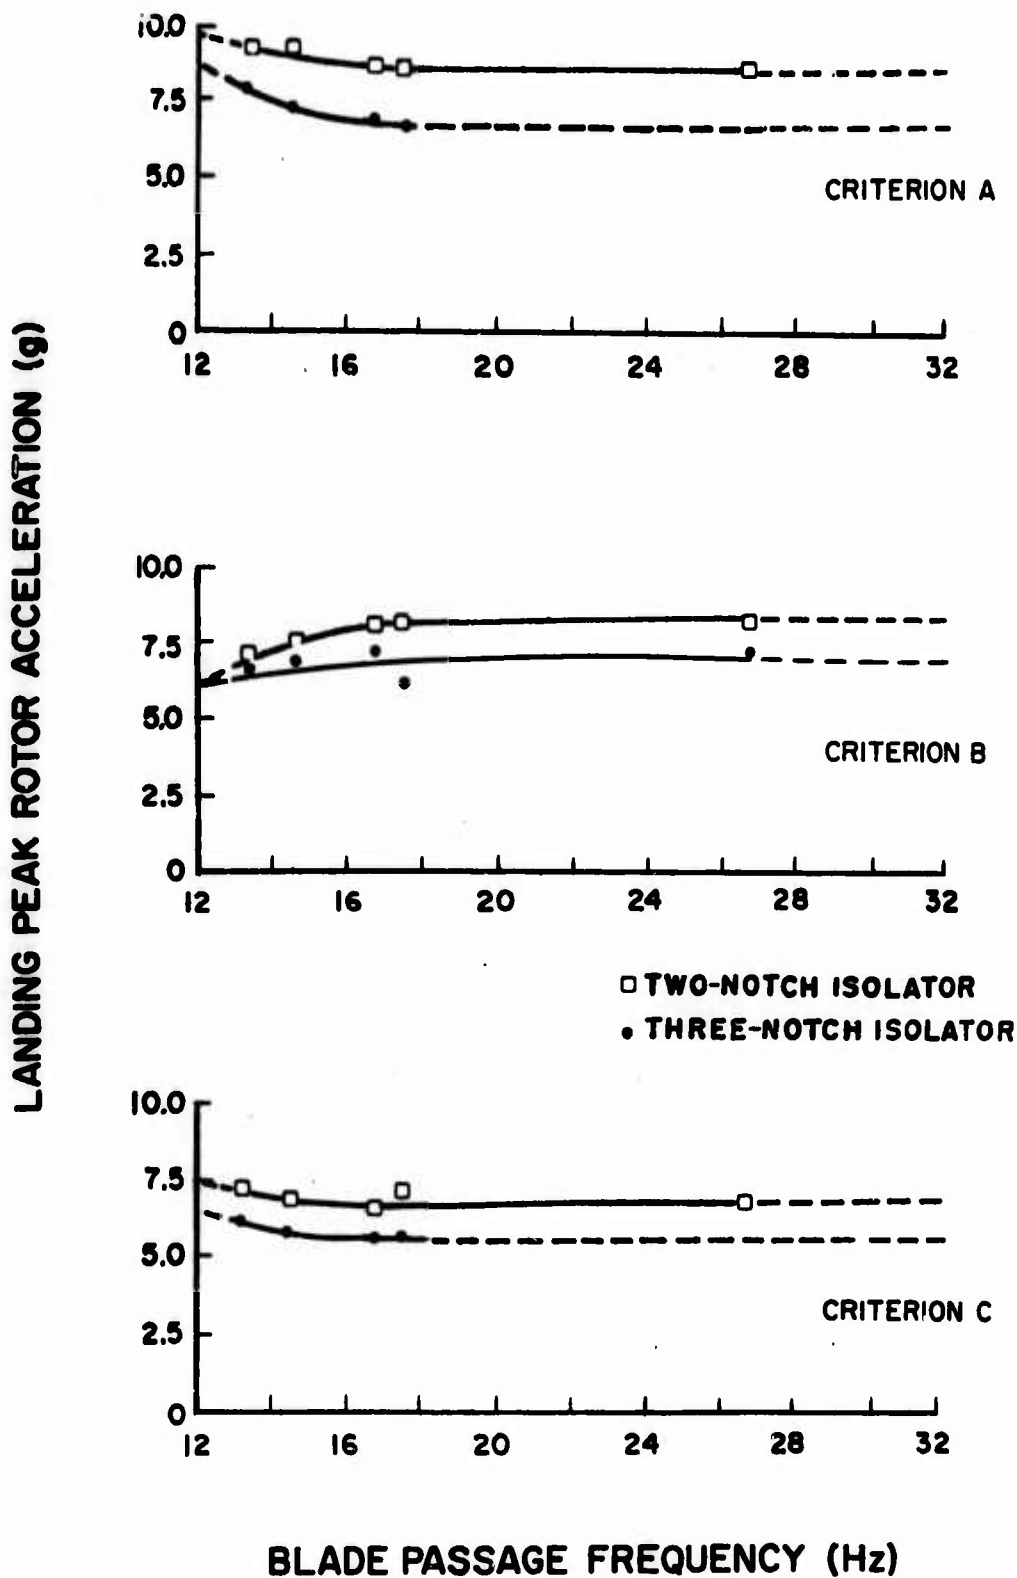 LANDING PEAK ROTOR ACCELERATION (g)
10.0
7.5
5.0
2.5
0
12 16 20 24 28 32
CRITERION A
10.0
7.5
5.0
2.5
0
12 16 20 24 28 32
CRITERION B
□ TWO-NOTCH ISOLATOR
• THREE-NOTCH ISOLATOR
10.0
7.5
5.0
2.5
0
12 16 20 24 28 32
CRITERION C
BLADE PASSAGE FREQUENCY (Hz)